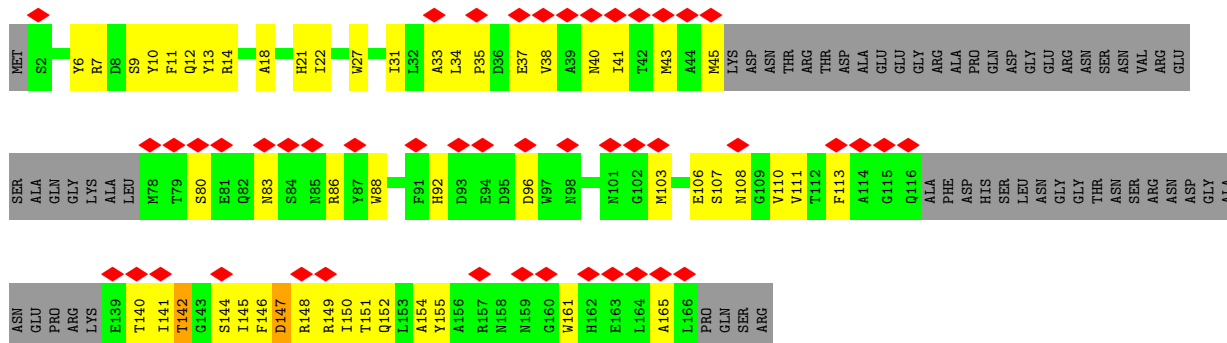 MET S2 Y6 R7 D8 S9 Y10 F11 Q12 Y13 R14 A18 H21 I22 W27 I31 L32 A33 L34 P35 D36 E37 V38 A39 N40 I41 T42 M43 A44 M45 LYS ASP ASN THR ARG THR ASP ALA GLU GLU GLY ARG ALA PRO GLN ASP GLY GLU ARG ASN SER ASN VAL ARG GLU
SER ALA GLN GLY LYS ALA LEU M78 T79 S80 E81 Q82 N83 S84 N85 R86 Y87 W88 F91 H92 D93 E94 D95 D96 W97 N98 N101 G102 M103 E106 S107 N108 G109 V110 V111 T112 F113 A114 G115 Q116 ALA PHE ASP HIS SER LEU ASN GLY GLY THR ASN SER ARG ASN ASP GLY ALA
ASN GLU PRO ARG LYS E139 T140 I141 T142 G143 S144 I145 F146 D147 R148 R149 I150 T151 Q152 L153 A154 Y155 A156 R157 N158 N159 G160 W161 H162 E163 L164 A165 L166 PRO GLN SER ARG